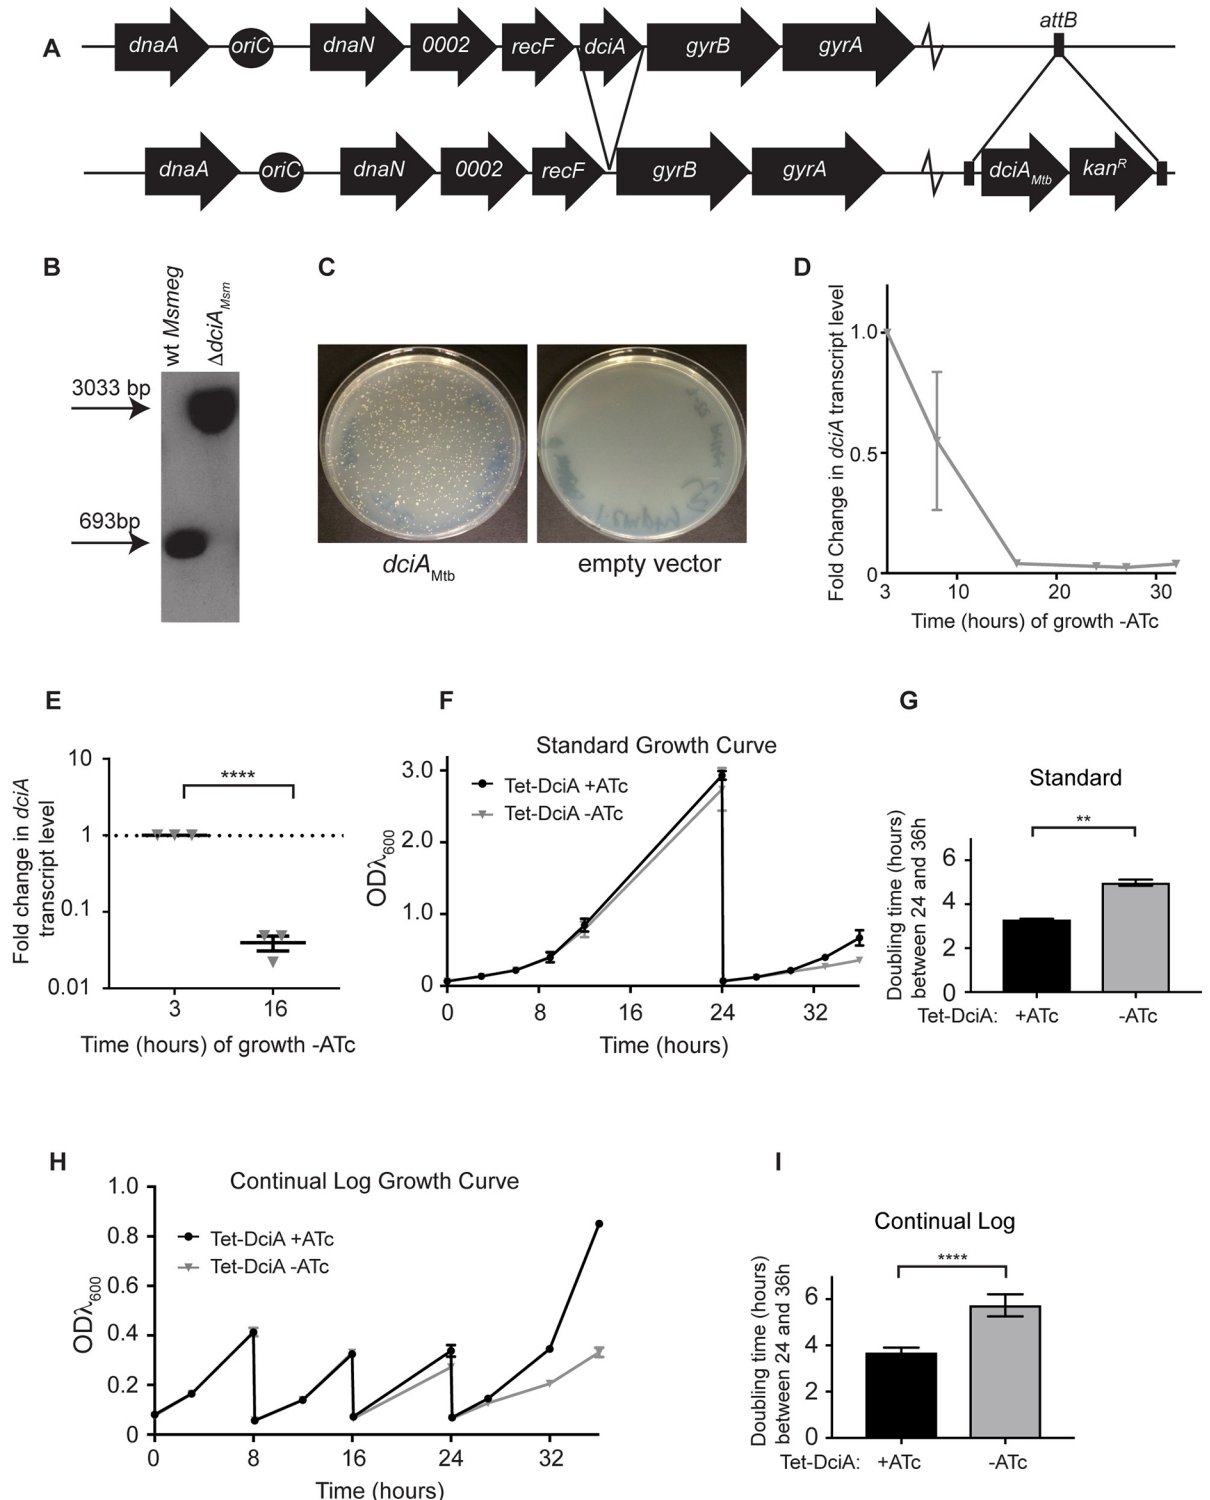 A
dnaA
oriC
dnaN
0002
recF
dciA
gyrB
gyrA
attB
dnaA
oriC
dnaN
0002
recF
gyrB
gyrA
dciA Mtb
kan R
B
wt Msmeg
ΔdciA Msm
3033 bp
693bp
C
dciA Mtb
empty vector
D
Fold Change in dciA transcript level
1.0
0.5
0
3 10 20 30
Time (hours) of growth -ATc
E
Fold change in dciA
transcript level
10
1
0.1
0.01
****
3 16
Time (hours) of growth -ATc
F
Standard Growth Curve
Tet-DciA +ATc
Tet-DciA -ATc
ODλ600
3.0
2.0
1.0
0
0 8 16 24 32
Time (hours)
G
Standard
**
Doubling time (hours)
between 24 and 36h
6
4
2
0
Tet-DciA: +ATc -ATc
H
Continual Log Growth Curve
Tet-DciA +ATc
Tet-DciA -ATc
ODλ600
1.0
0.8
0.6
0.4
0.2
0
0 8 16 24 32
Time (hours)
I
Continual Log
****
Doubling time (hours)
between 24 and 36h
6
4
2
0
Tet-DciA: +ATc -ATc